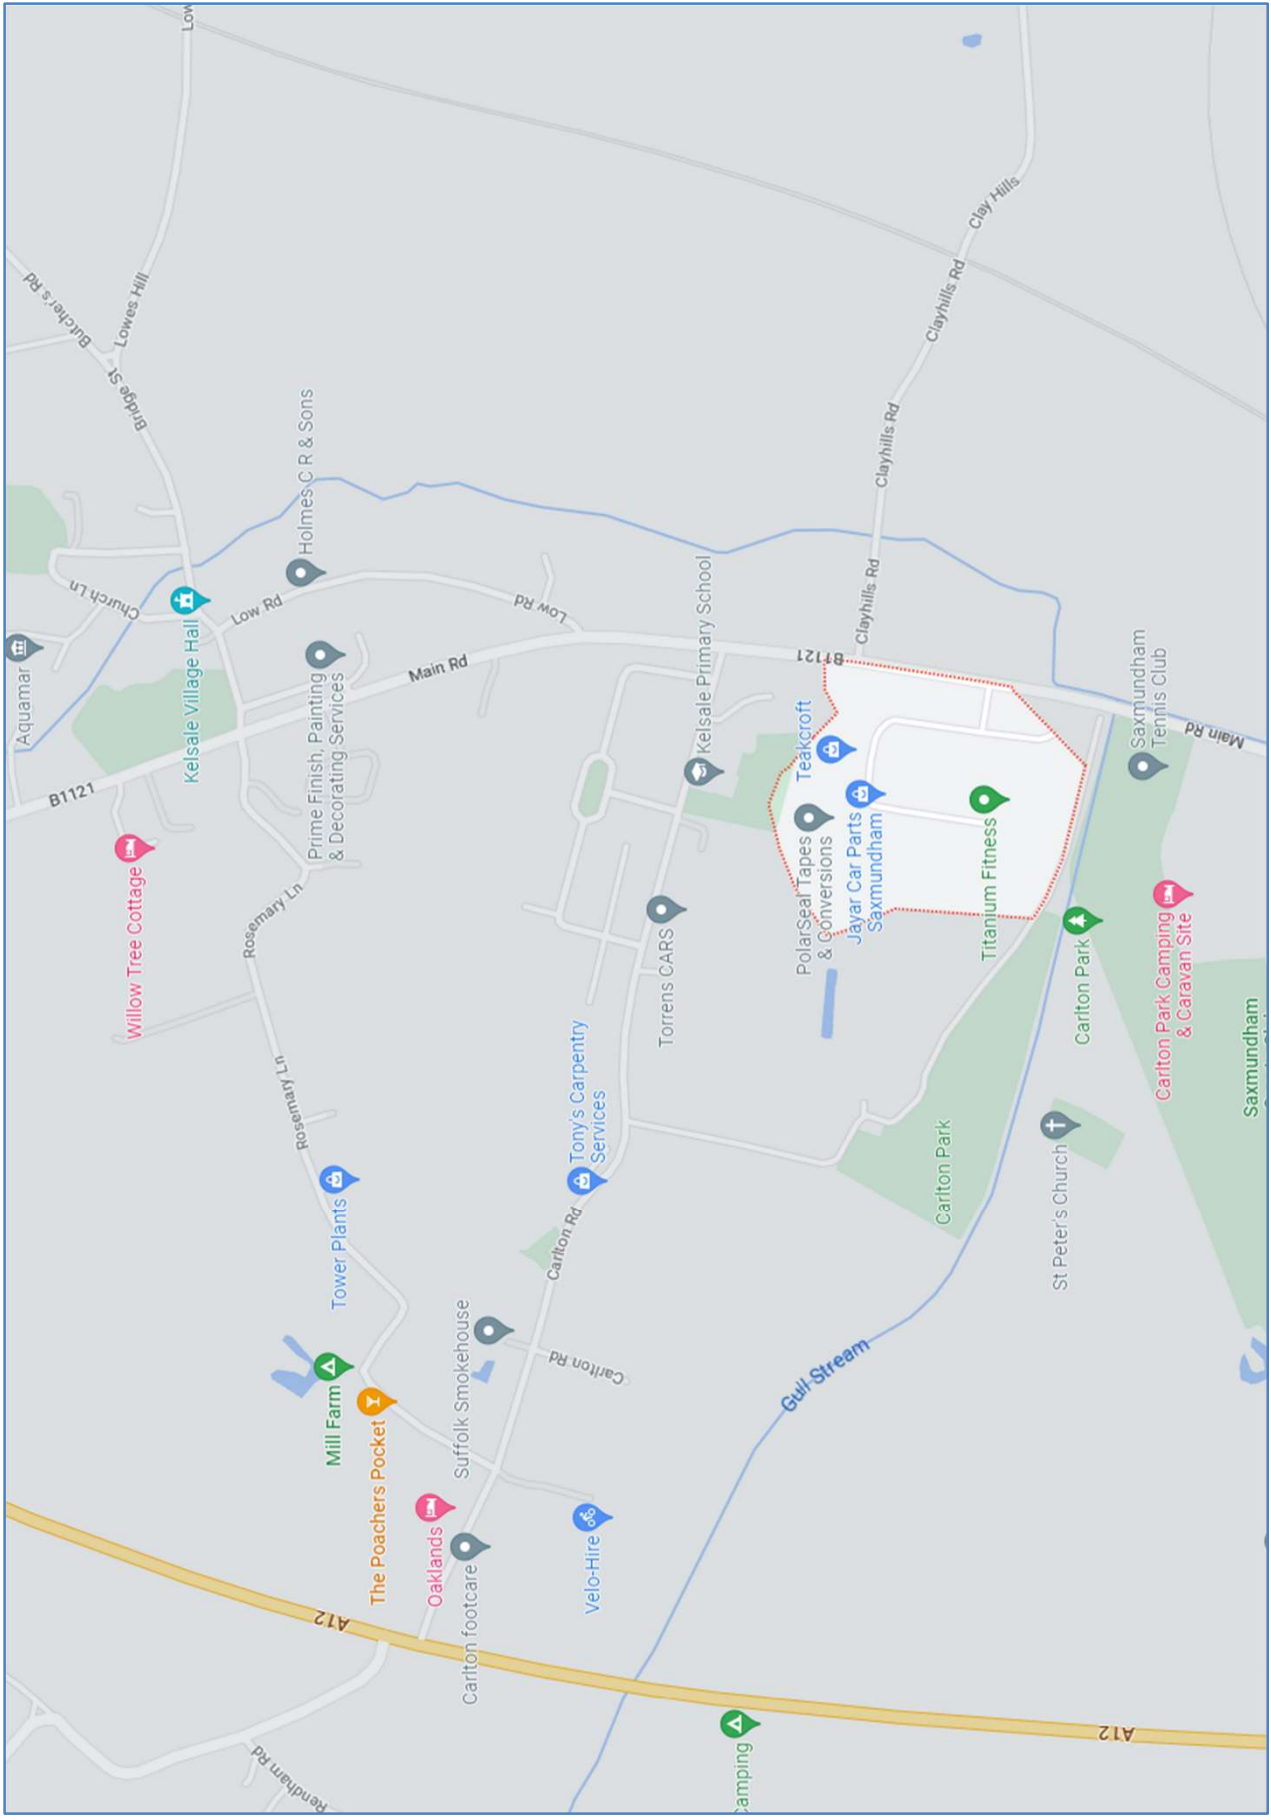 Low
Butcher's Rd
Lowes Hill
Bridge St
Holmes C R & Sons
Church Ln
Low Rd
Low Rd
Aquamar
Kelsale Village Hall
Prime Finish, Painting
& Decorating Services
Main Rd
B1121
Willow Tree Cottage
Rosemary Ln
Rosemary Ln
Clay Hills
Clayhills Rd
Clayhills Rd
Clayhills Rd
Kelsale Primary School
B1121
Teakcroft
PolarSeal Tapes
& Conversions
Jayar Car Parts
Saxmundham
Titanium Fitness
Saxmundham
Tennis Club
Main Rd
Torrens CARS
Tony's Carpentry
Services
Carlton Park
Carlton Park Camping
& Caravan Site
Saxmundham
Carlton Park
St Peter's Church
Tower Plants
Carlton Rd
Suffolk Smokehouse
Carlton Rd
Mill Farm
The Poachers Pocket
Oaklands
Carlton footcare
Velo-Hire
Gull Stream
A12
A12
Rendham Rd
Rendham
amping